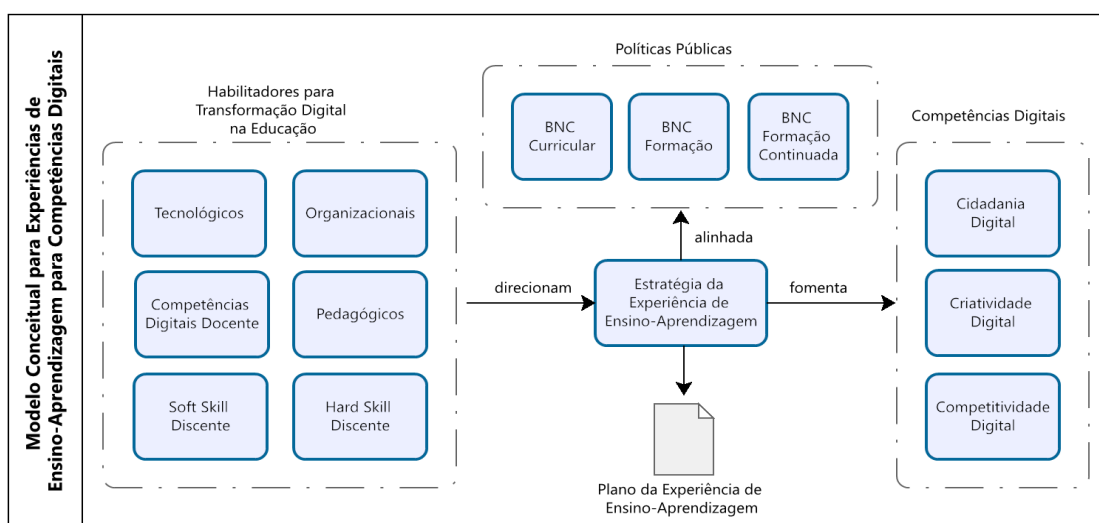 Modelo Conceitual para Experiências de
Ensino-Aprendizagem para Competências Digitais
Habilitadores para
Transformação Digital
na Educação
Tecnológicos
Organizacionais
Competências
Digitais Docente
Pedagógicos
Soft Skill
Discente
Hard Skill
Discente
direcionam
Políticas Públicas
BNC
Curricular
BNC
Formação
BNC
Formação
Continuada
alinhada
Estratégia da
Experiência de
Ensino-Aprendizagem
fomenta
Plano da Experiência de
Ensino-Aprendizagem
Competências Digitais
Cidadania
Digital
Criatividade
Digital
Competitividade
Digital